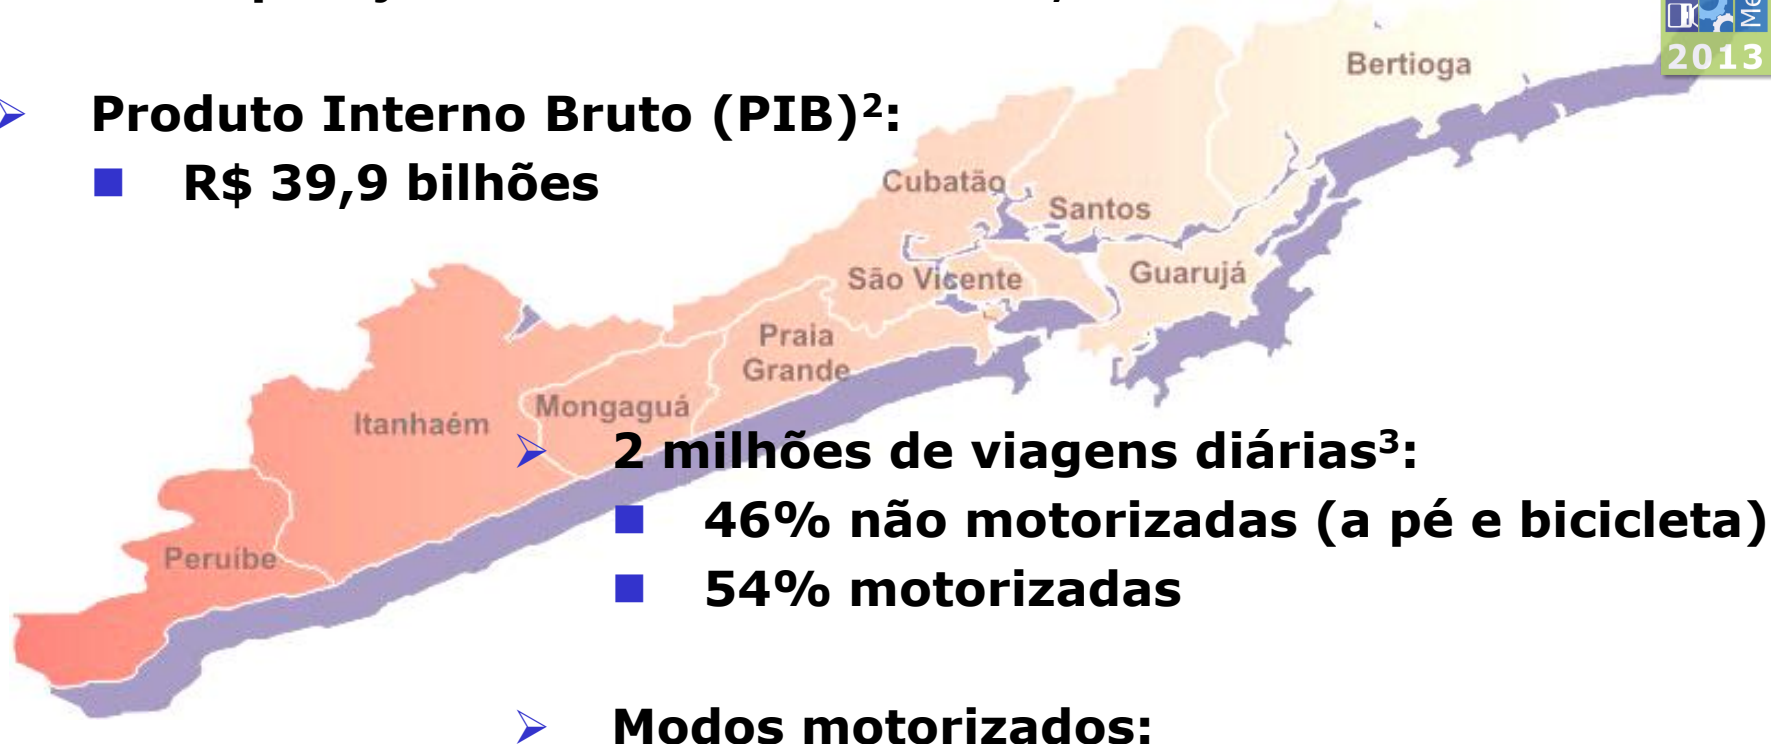 2013
Produto Interno Bruto (PIB)²:
R$ 39,9 bilhões
Bertioga
Cubatão
Santos
São Vicente
Guarujá
Praia
Grande
Mongaguá
Itanhaém
Peruíbe
2 milhões de viagens diárias³:
46% não motorizadas (a pé e bicicleta)
54% motorizadas
Modos motorizados: